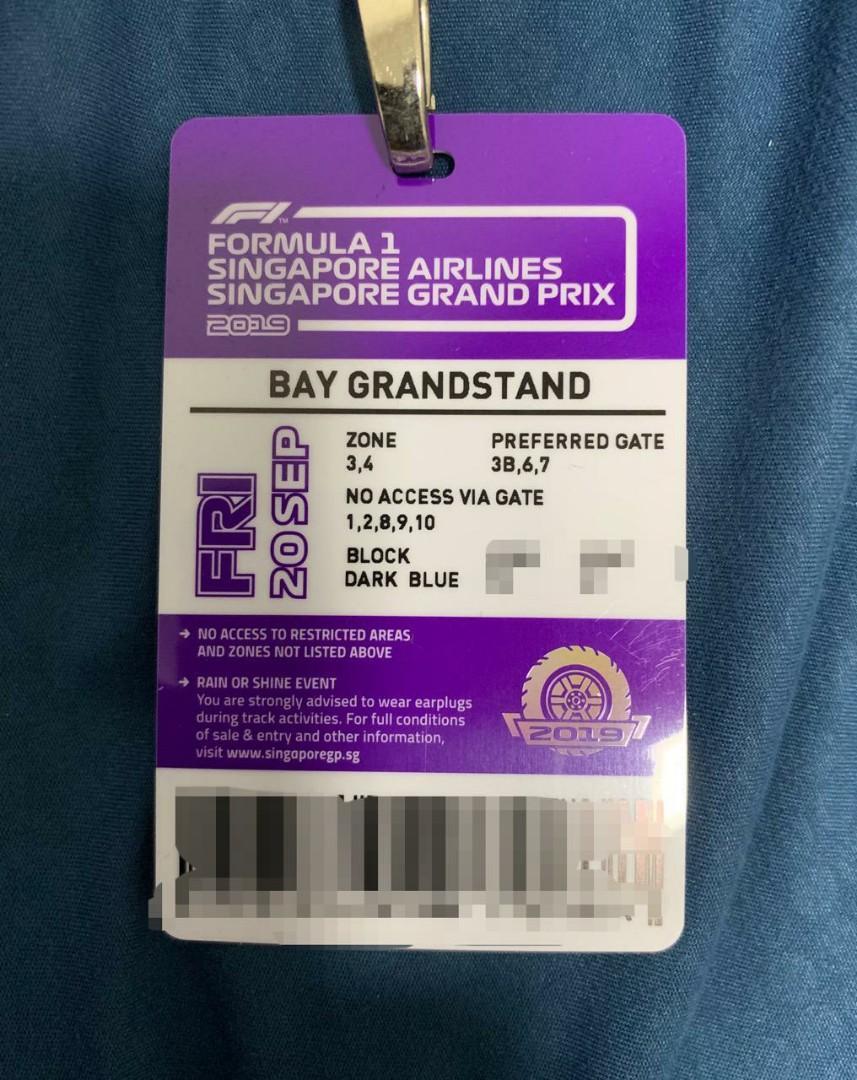 F1 TM
FORMULA 1
SINGAPORE AIRLINES
SINGAPORE GRAND PRIX
2019
BAY GRANDSTAND
FRI
20 SEP
ZONE
3,4
PREFERRED GATE
3B,6,7
NO ACCESS VIA GATE
1,2,8,9,10
BLOCK
DARK BLUE
→ NO ACCESS TO RESTRICTED AREAS
AND ZONES NOT LISTED ABOVE
→ RAIN OR SHINE EVENT
You are strongly advised to wear earplugs
during track activities. For full conditions
of sale & entry and other information,
visit www.singaporegp.sg
2019